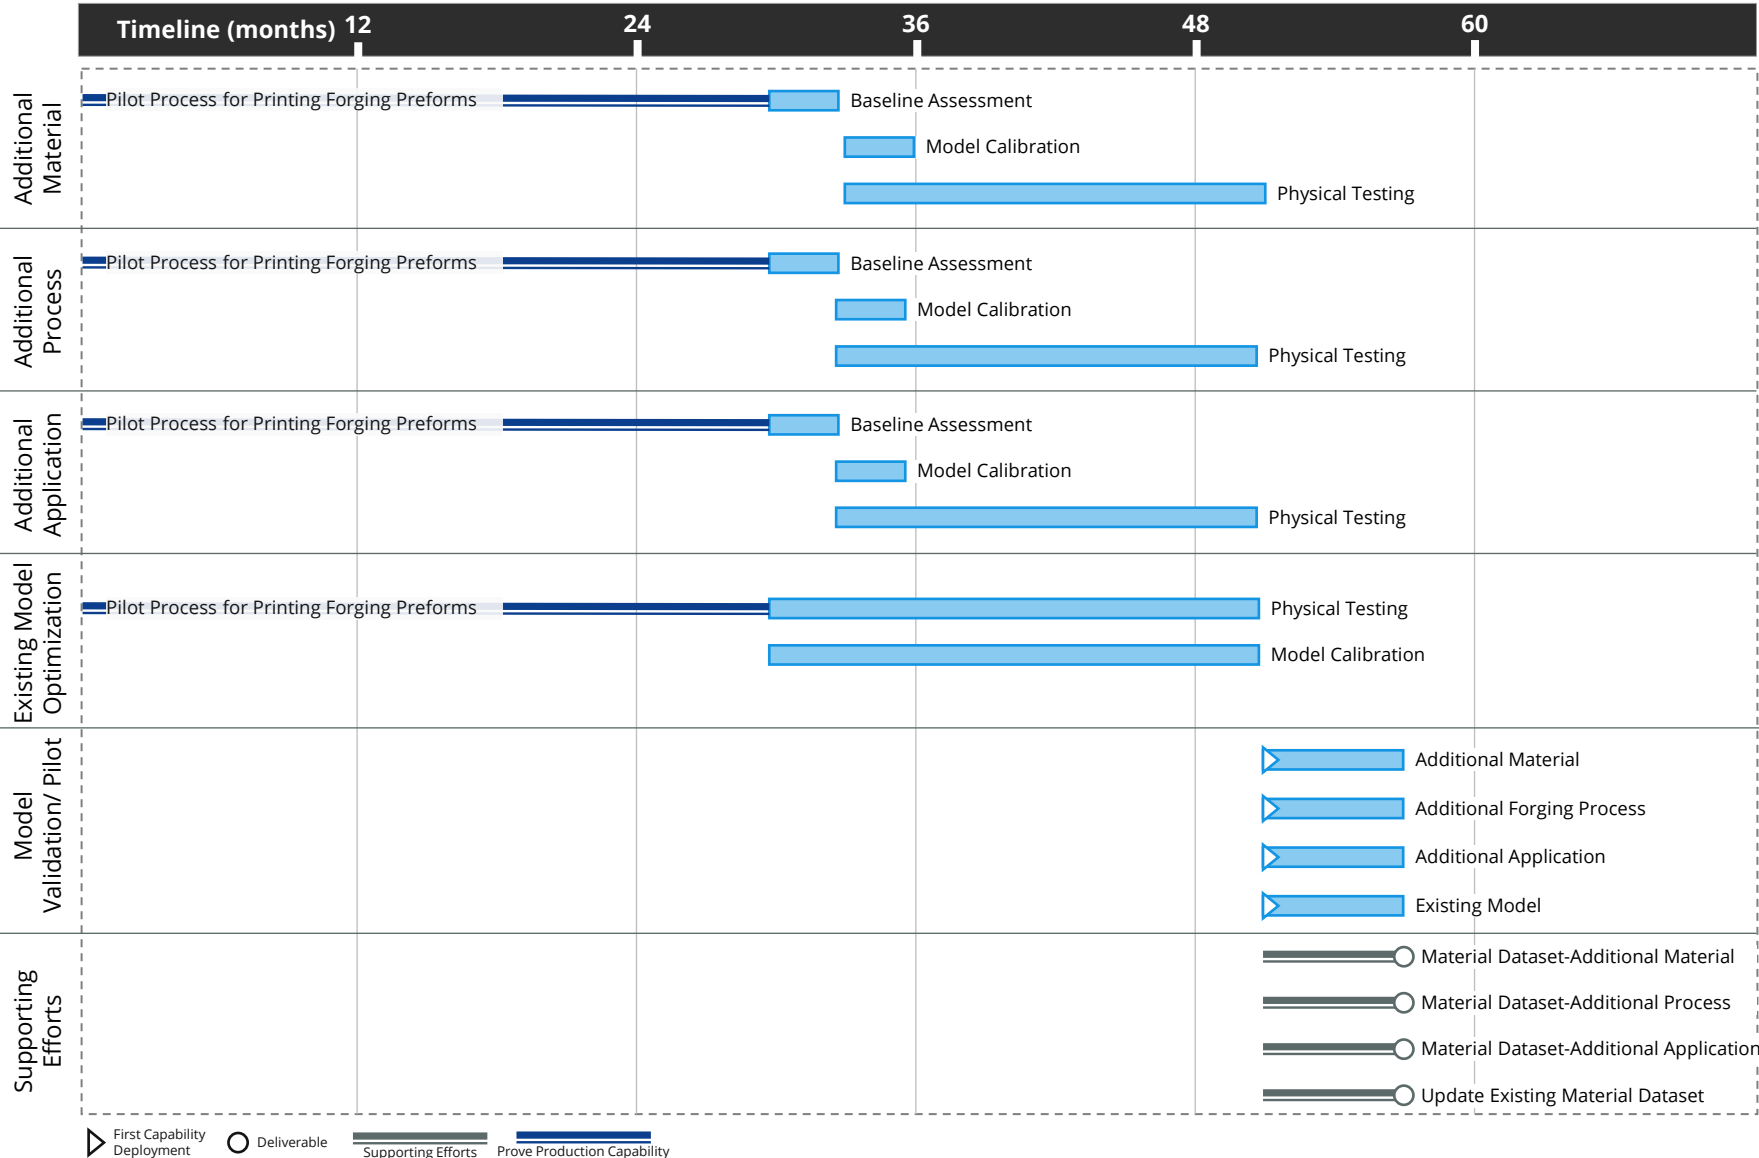 Timeline (months) 12 24 36 48 60
Additional
Material
Pilot Process for Printing Forging Preforms
Baseline Assessment
Model Calibration
Physical Testing
Additional
Process
Pilot Process for Printing Forging Preforms
Baseline Assessment
Model Calibration
Physical Testing
Additional
Application
Pilot Process for Printing Forging Preforms
Baseline Assessment
Model Calibration
Physical Testing
Existing Model
Optimization
Pilot Process for Printing Forging Preforms
Physical Testing
Model Calibration
Model
Validation/ Pilot
Additional Material
Additional Forging Process
Additional Application
Existing Model
Supporting
Efforts
Material Dataset-Additional Material
Material Dataset-Additional Process
Material Dataset-Additional Application
Update Existing Material Dataset
First Capability
Deployment
Deliverable
Supporting Efforts
Prove Production Capability